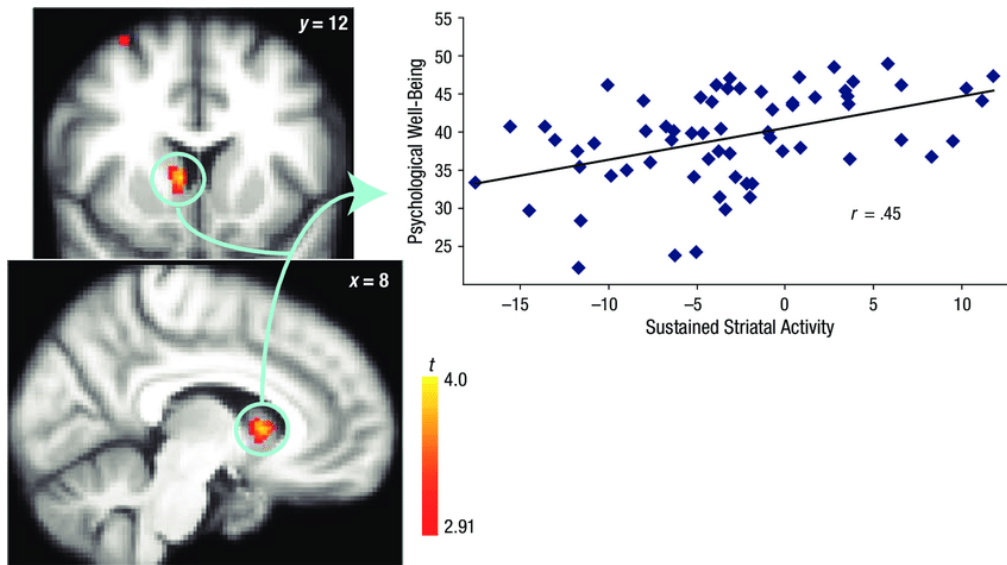 y = 12
x = 8
t
4.0
2.91
Psychological Well-Being
55
50
45
40
35
30
25
r = .45
−15
−10
−5
0
5
10
Sustained Striatal Activity